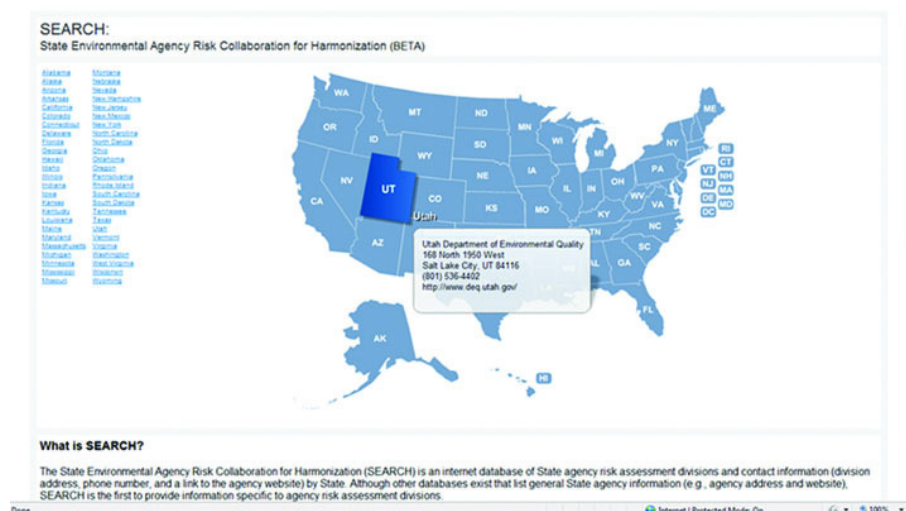 SEARCH:
State Environmental Agency Risk Collaboration for Harmonization (BETA)
Alabama Montana
Alaska Nebraska
Arizona Nevada
Arkansas New Hampshire
California New Jersey
Colorado New Mexico
Connecticut New York
Delaware North Carolina
Florida North Dakota
Georgia Ohio
Hawaii Oklahoma
Idaho Oregon
Illinois Pennsylvania
Indiana Rhode Island
Iowa South Carolina
Kansas South Dakota
Kentucky Tennessee
Louisiana Texas
Maine Utah
Maryland Vermont
Massachusetts Virginia
Michigan Washington
Minnesota West Virginia
Mississippi Wisconsin
Missouri Wyoming
WA
MT
ND
MN
ME
OR
ID
SD
WI
MI
NY
RI
WY
CT
NV
UT
NE
IA
IL
IN
OH
PA
VT
NH
NJ
MA
CA
CO
KS
MO
KY
WV
VA
DE
MD
DC
Utah
AZ
TN
NC
SC
AL
GA
LA
FL
Utah Department of Environmental Quality
168 North 1950 West
Salt Lake City, UT 84116
(801) 536-4402
http://www.deq.utah.gov/
AK
HI
What is SEARCH?
The State Environmental Agency Risk Collaboration for Harmonization (SEARCH) is an internet database of State agency risk assessment divisions and contact information (division
address, phone number, and a link to the agency website) by State. Although other databases exist that list general State agency information (e.g., agency address and website),
SEARCH is the first to provide information specific to agency risk assessment divisions.
Done
Internet | Protected Mode: On
100%